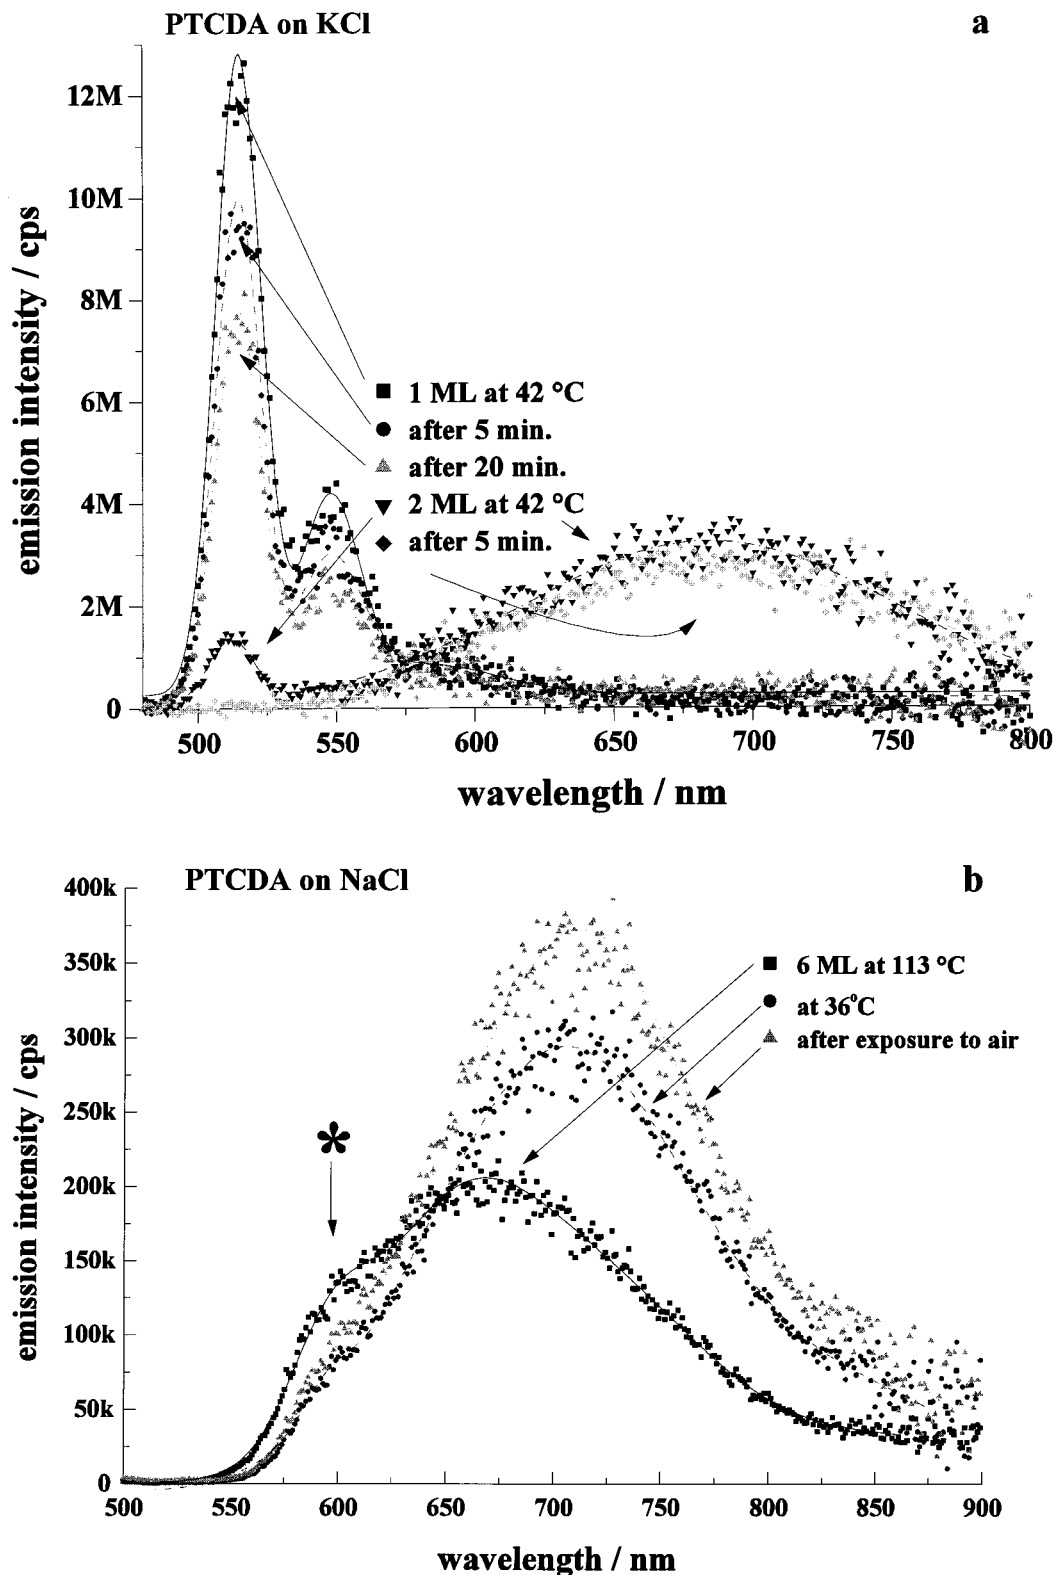 PTCDA on KCl
a
12M
10M
8M
6M
4M
2M
0
emission intensity / cps
1 ML at 42 °C
after 5 min.
after 20 min.
2 ML at 42 °C
after 5 min.
500 550 600 650 700 750 800
wavelength / nm
PTCDA on NaCl
b
400k
350k
300k
250k
200k
150k
100k
50k
0
emission intensity / cps
6 ML at 113 °C
at 36°C
after exposure to air
*
500 550 600 650 700 750 800 850 900
wavelength / nm